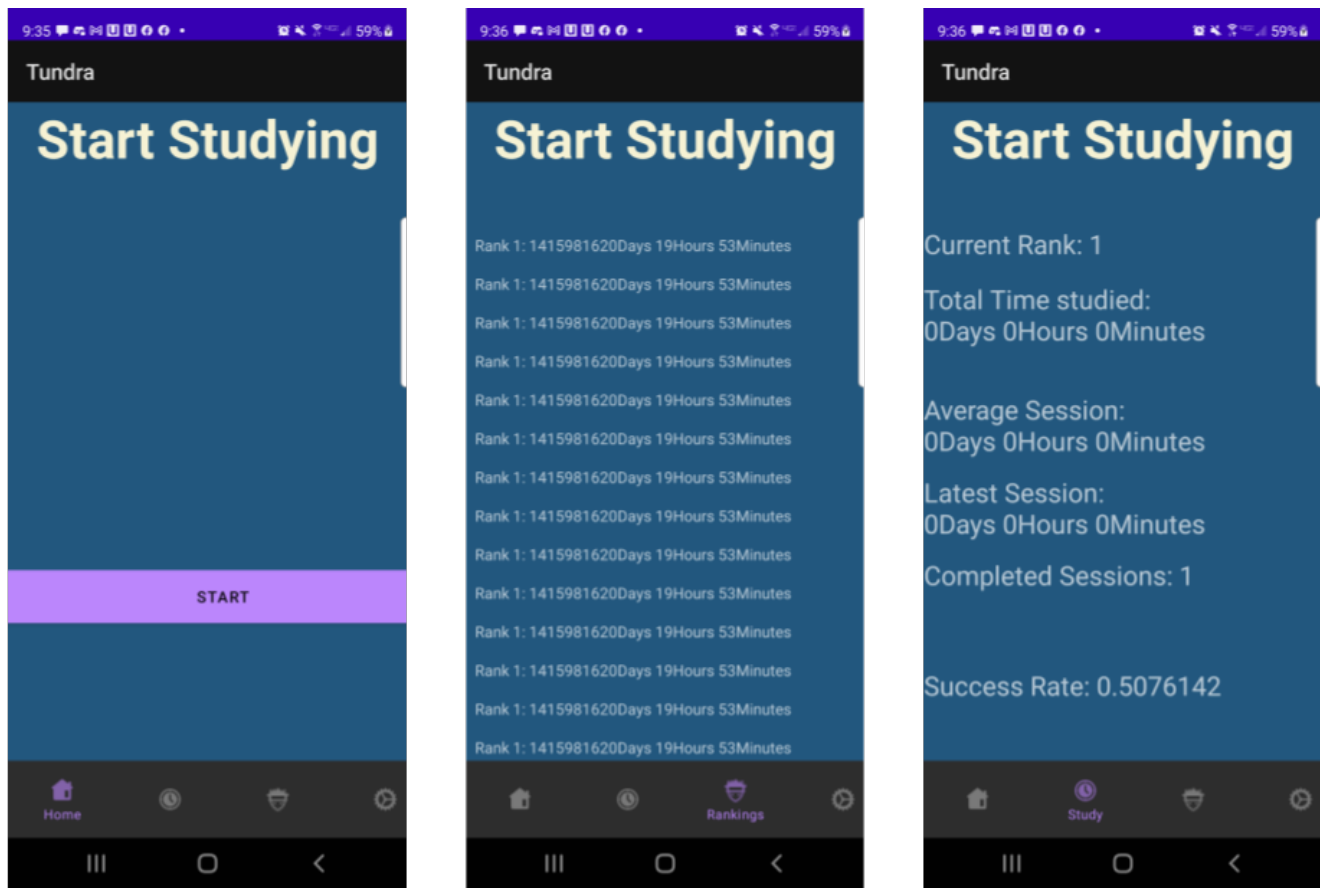 9:35
59%
Tundra
Start Studying
START
Home
9:36
59%
Tundra
Start Studying
Rank 1: 1415981620Days 19Hours 53Minutes
Rank 1: 1415981620Days 19Hours 53Minutes
Rank 1: 1415981620Days 19Hours 53Minutes
Rank 1: 1415981620Days 19Hours 53Minutes
Rank 1: 1415981620Days 19Hours 53Minutes
Rank 1: 1415981620Days 19Hours 53Minutes
Rank 1: 1415981620Days 19Hours 53Minutes
Rank 1: 1415981620Days 19Hours 53Minutes
Rank 1: 1415981620Days 19Hours 53Minutes
Rank 1: 1415981620Days 19Hours 53Minutes
Rank 1: 1415981620Days 19Hours 53Minutes
Rank 1: 1415981620Days 19Hours 53Minutes
Rank 1: 1415981620Days 19Hours 53Minutes
Rank 1: 1415981620Days 19Hours 53Minutes
Rankings
9:36
59%
Tundra
Start Studying
Current Rank: 1
Total Time studied:
0Days 0Hours 0Minutes
Average Session:
0Days 0Hours 0Minutes
Latest Session:
0Days 0Hours 0Minutes
Completed Sessions: 1
Success Rate: 0.5076142
Study